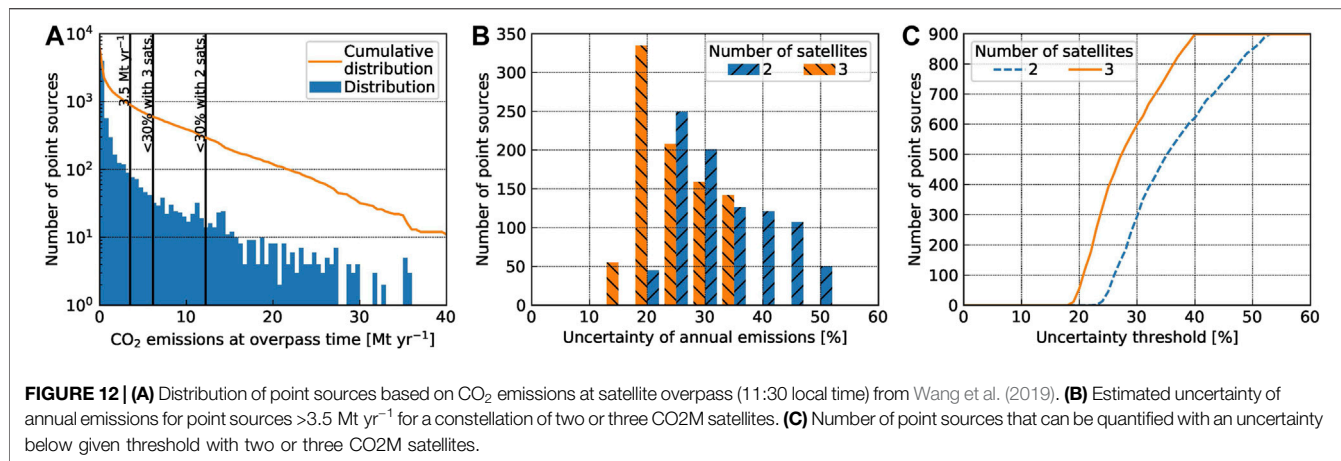 A
10⁴
10³
10²
10¹
10⁰
Number of point sources
3.5 Mt yr⁻¹
<30% with 3 sats.
<30% with 2 sats.
Cumulative
distribution
Distribution
0 10 20 30 40
CO₂ emissions at overpass time [Mt yr⁻¹]
B
350
300
250
200
150
100
50
0
Number of point sources
Number of satellites
2 3
0 10 20 30 40 50 60
Uncertainty of annual emissions [%]
C
900
800
700
600
500
400
300
200
100
0
Number of point sources
Number of satellites
2 3
0 10 20 30 40 50 60
Uncertainty threshold [%]
FIGURE 12 | (A) Distribution of point sources based on CO₂ emissions at satellite overpass (11:30 local time) from Wang et al. (2019). (B) Estimated uncertainty of
annual emissions for point sources >3.5 Mt yr⁻¹ for a constellation of two or three CO2M satellites. (C) Number of point sources that can be quantified with an uncertainty
below given threshold with two or three CO2M satellites.